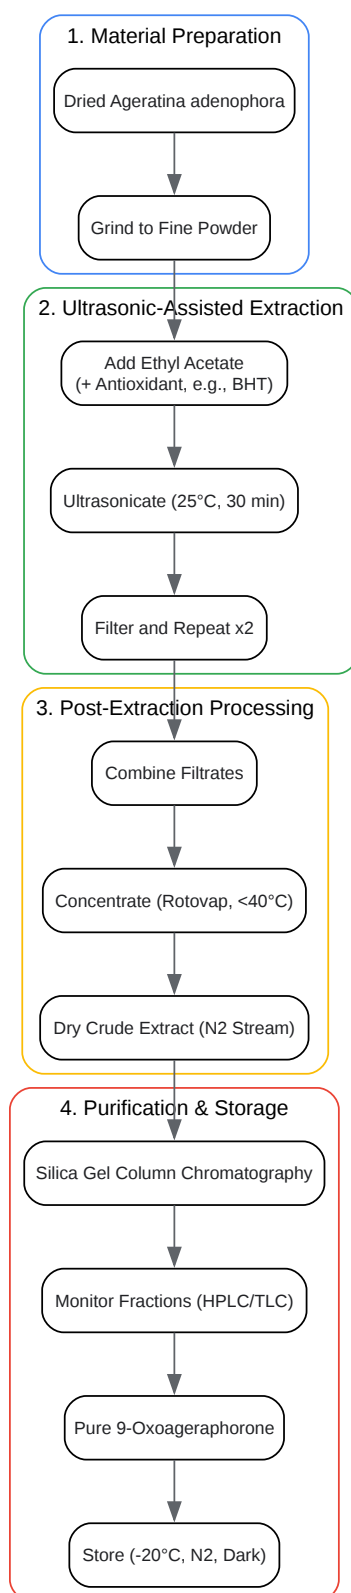 1. Material Preparation
Dried Ageratina adenophora
Grind to Fine Powder
2. Ultrasonic-Assisted Extraction
Add Ethyl Acetate
(+ Antioxidant, e.g., BHT)
Ultrasonicate (25°C, 30 min)
Filter and Repeat x2
3. Post-Extraction Processing
Combine Filtrates
Concentrate (Rotovap, <40°C)
Dry Crude Extract (N2 Stream)
4. Purification & Storage
Silica Gel Column Chromatography
Monitor Fractions (HPLC/TLC)
Pure 9-Oxoageraphorone
Store (-20°C, N2, Dark)